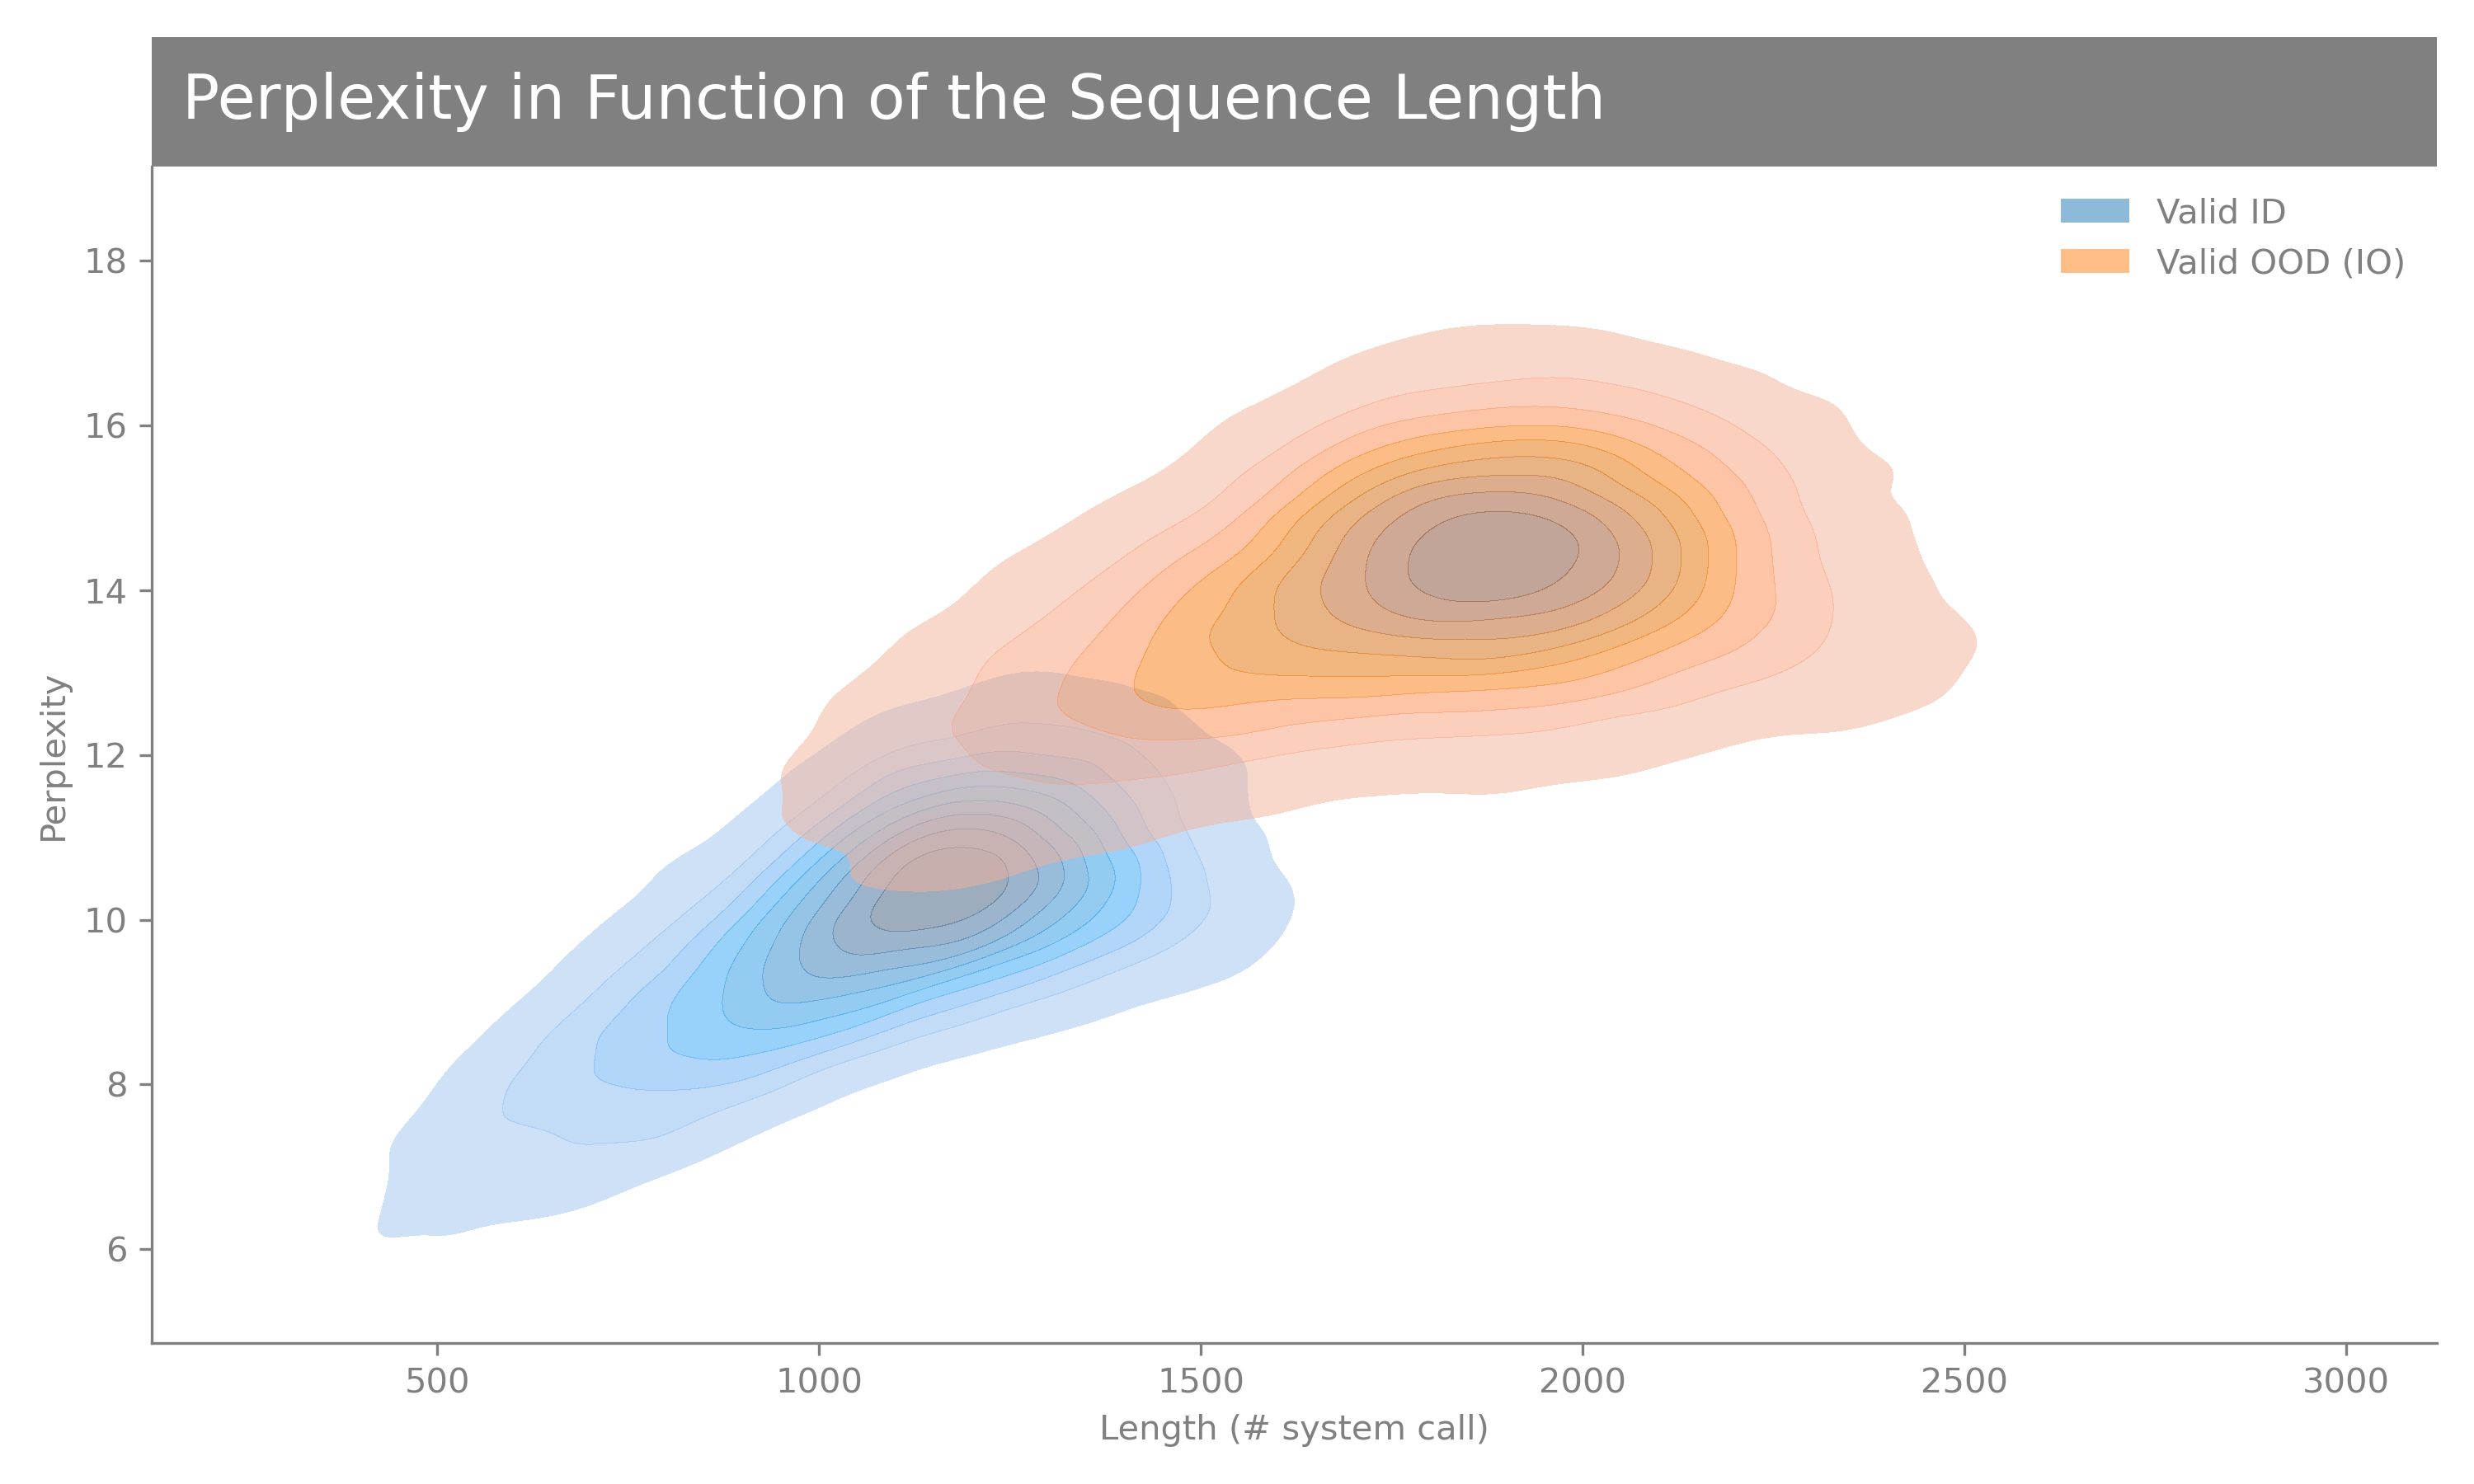 Perplexity in Function of the Sequence Length
Valid ID
Valid OOD (IO)
18
16
14
12
10
8
6
Perplexity
500 1000 1500 2000 2500 3000
Length (# system call)